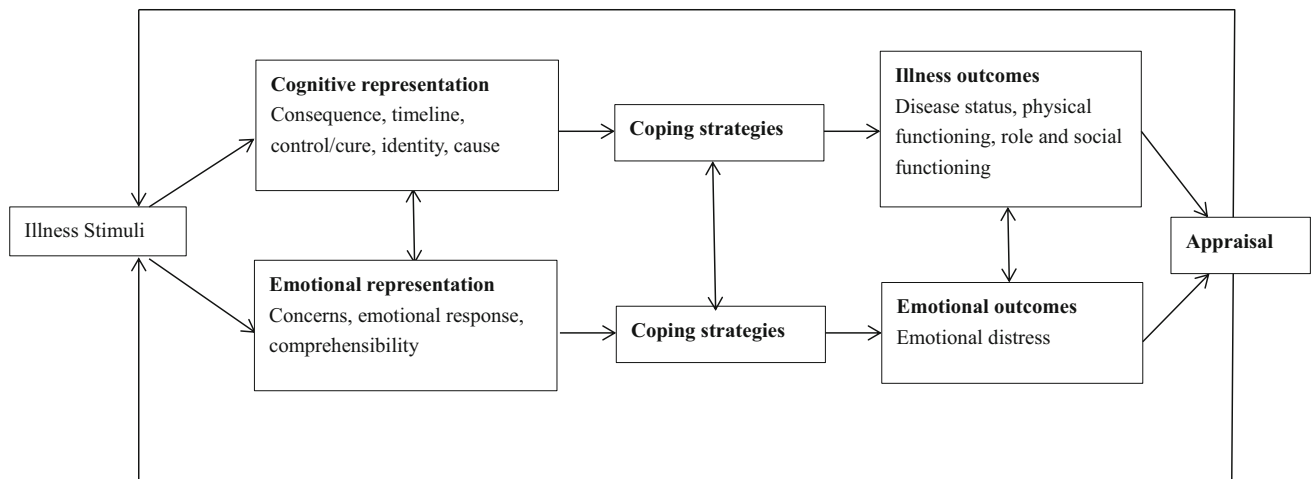 Cognitive representation
Consequence, timeline,
control/cure, identity, cause
Coping strategies
Illness outcomes
Disease status, physical
functioning, role and social
functioning
Illness Stimuli
Appraisal
Emotional representation
Concerns, emotional response,
comprehensibility
Coping strategies
Emotional outcomes
Emotional distress